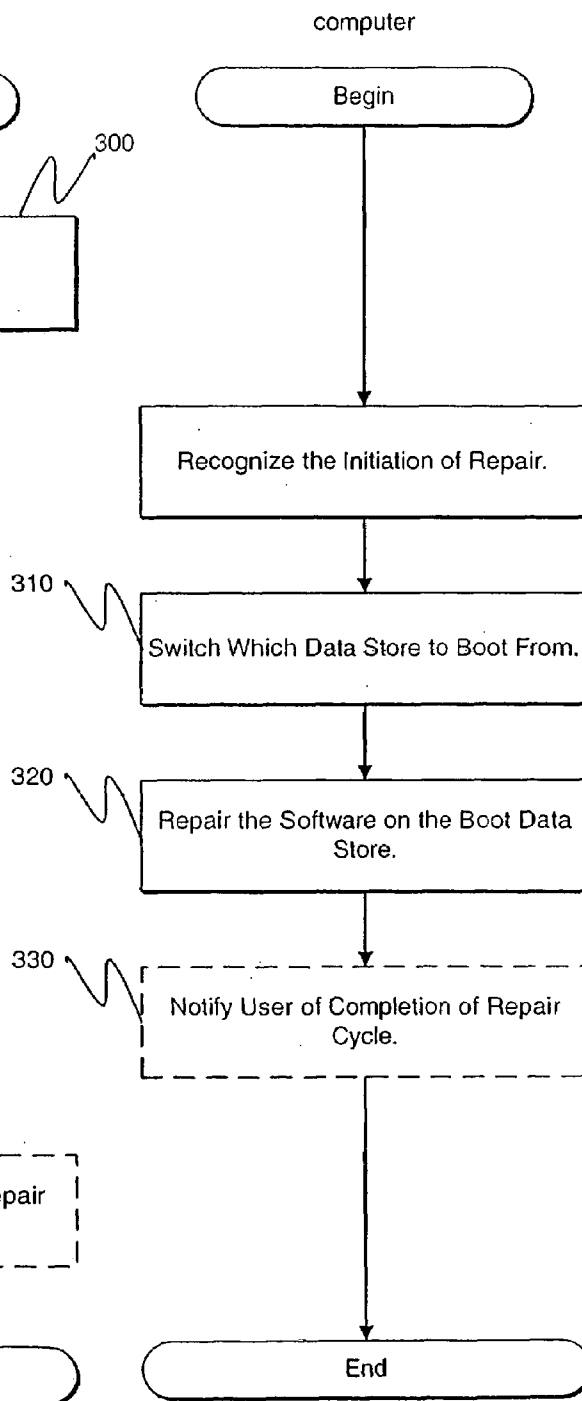 computer
Begin
300
Recognize the Initiation of Repair.
310
Switch Which Data Store to Boot From.
320
Repair the Software on the Boot Data
Store.
330
Notify User of Completion of Repair
Cycle.
epair
End